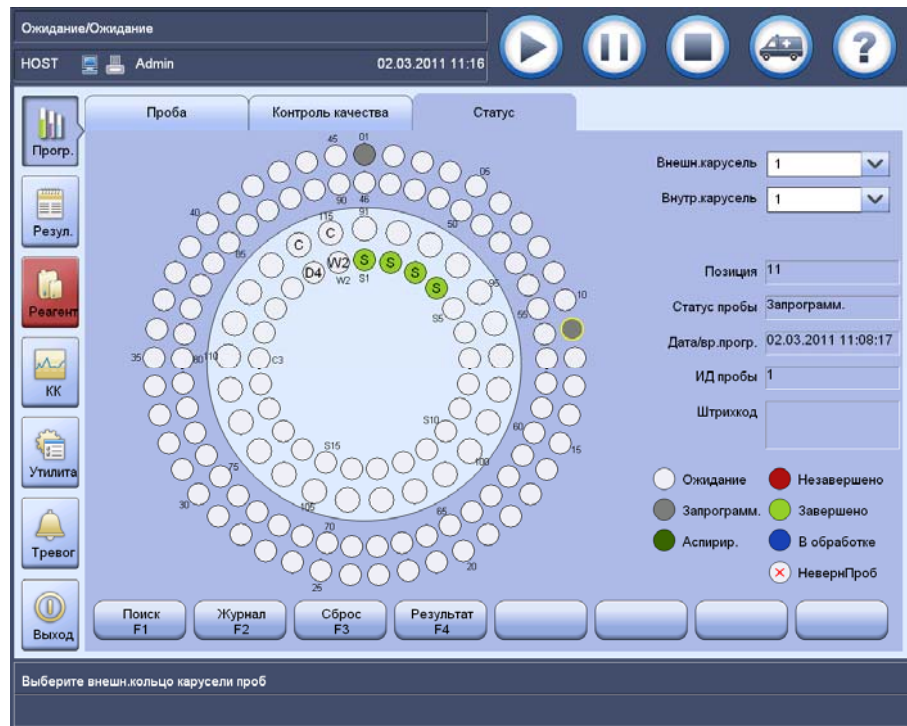 Ожидание/Ожидание
HOST Admin 02.03.2011 11:16
?
Прогр.
Резул.
Реагент
КК
Утилита
Тревог
Выход
Проба Контроль качества Статус
45 01
05
40
90 46
115 91
50
C C
85
D4 W2 S S S S
W2 S1
95
10
S5
55
35 80 110 C3
S10
60
S15
15
75
100
30
105
65
70
20
25
Внешн.карусель 1
Внутр.карусель 1
Позиция 11
Статус пробы Запрограмм.
Дата/вр.прогр. 02.03.2011 11:08:17
ИД пробы 1
Штрихкод
Ожидание Незавершено
Запрограмм. Завершено
Аспирир. В обработке
НевернПроб
Поиск Журнал Сброс Результат
F1 F2 F3 F4
Выберите внешн.кольцо карусели проб